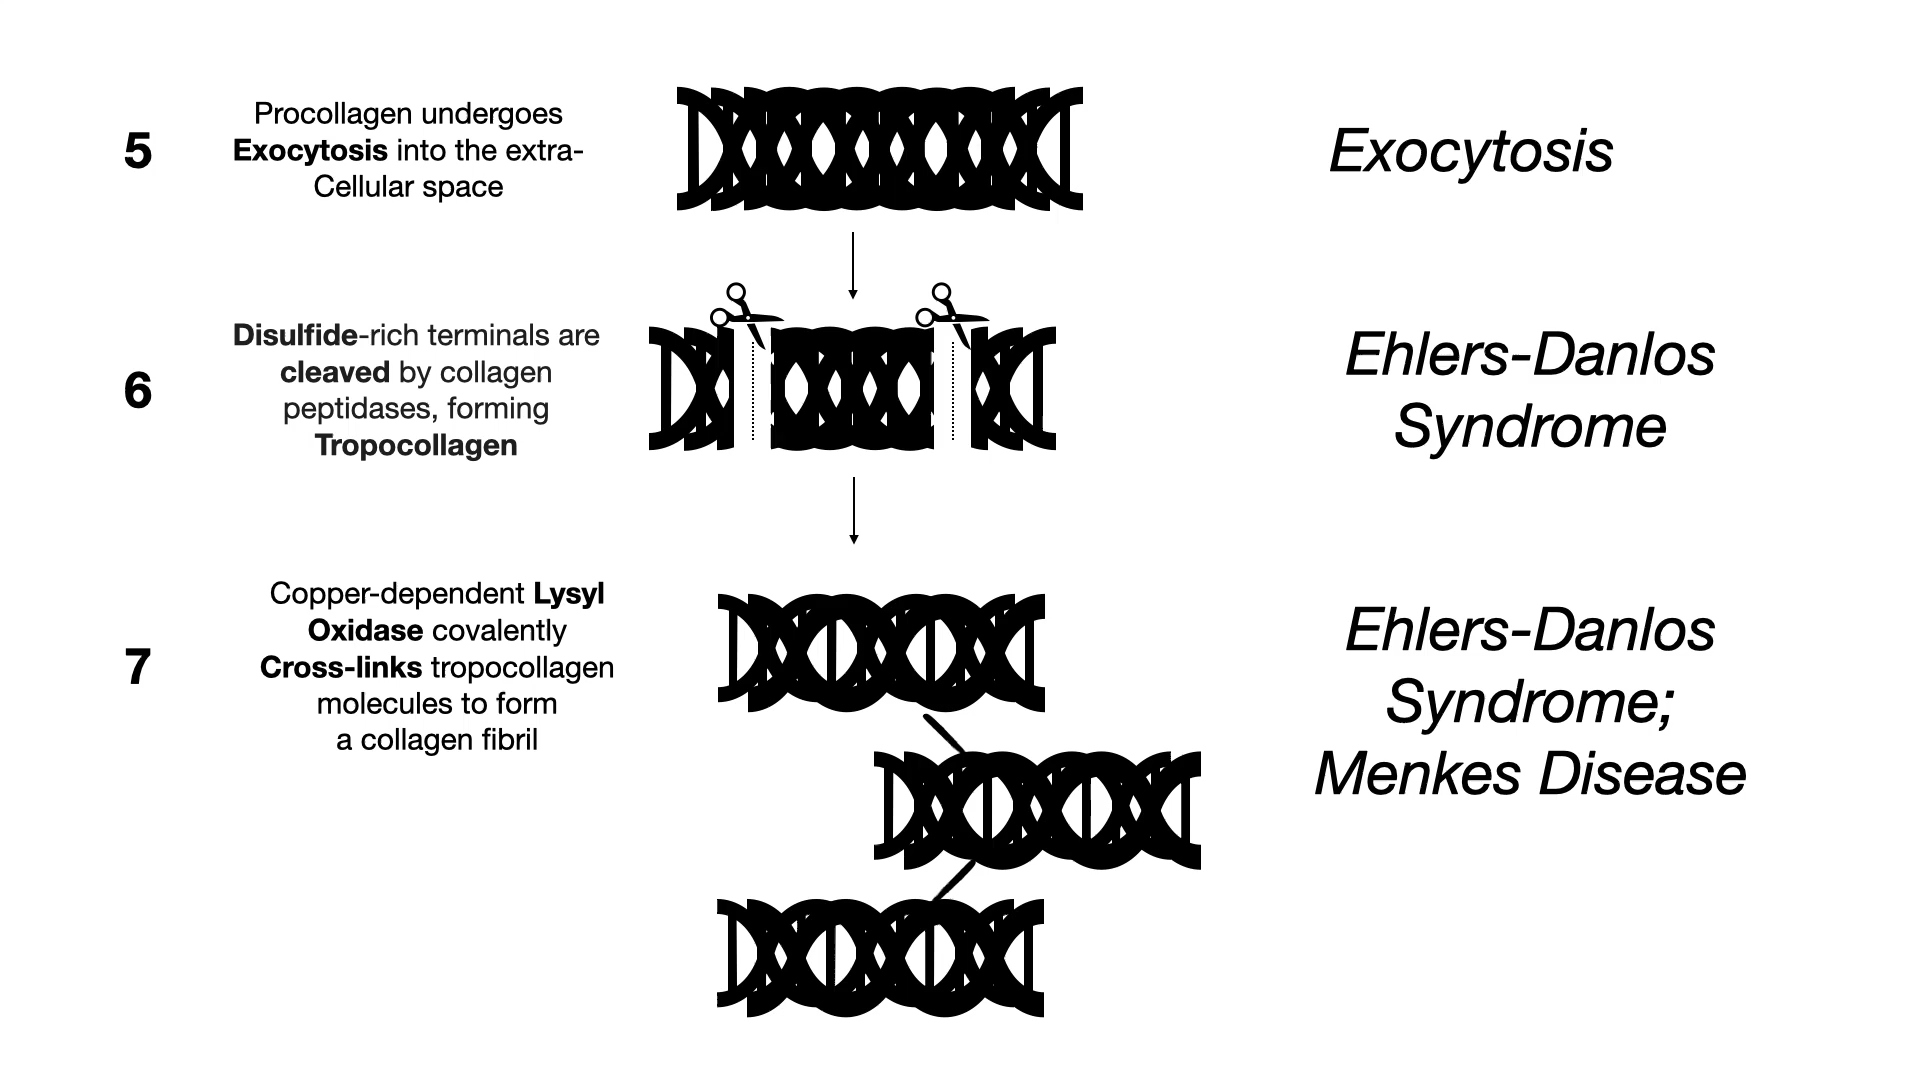 5
Procollagen undergoes
Exocytosis into the extra-
Cellular space
Exocytosis
6
Disulfide-rich terminals are
cleaved by collagen
peptidases, forming
Tropocollagen
Ehlers-Danlos
Syndrome
7
Copper-dependent Lysyl
Oxidase covalently
Cross-links tropocollagen
molecules to form
a collagen fibril
Ehlers-Danlos
Syndrome;
Menkes Disease